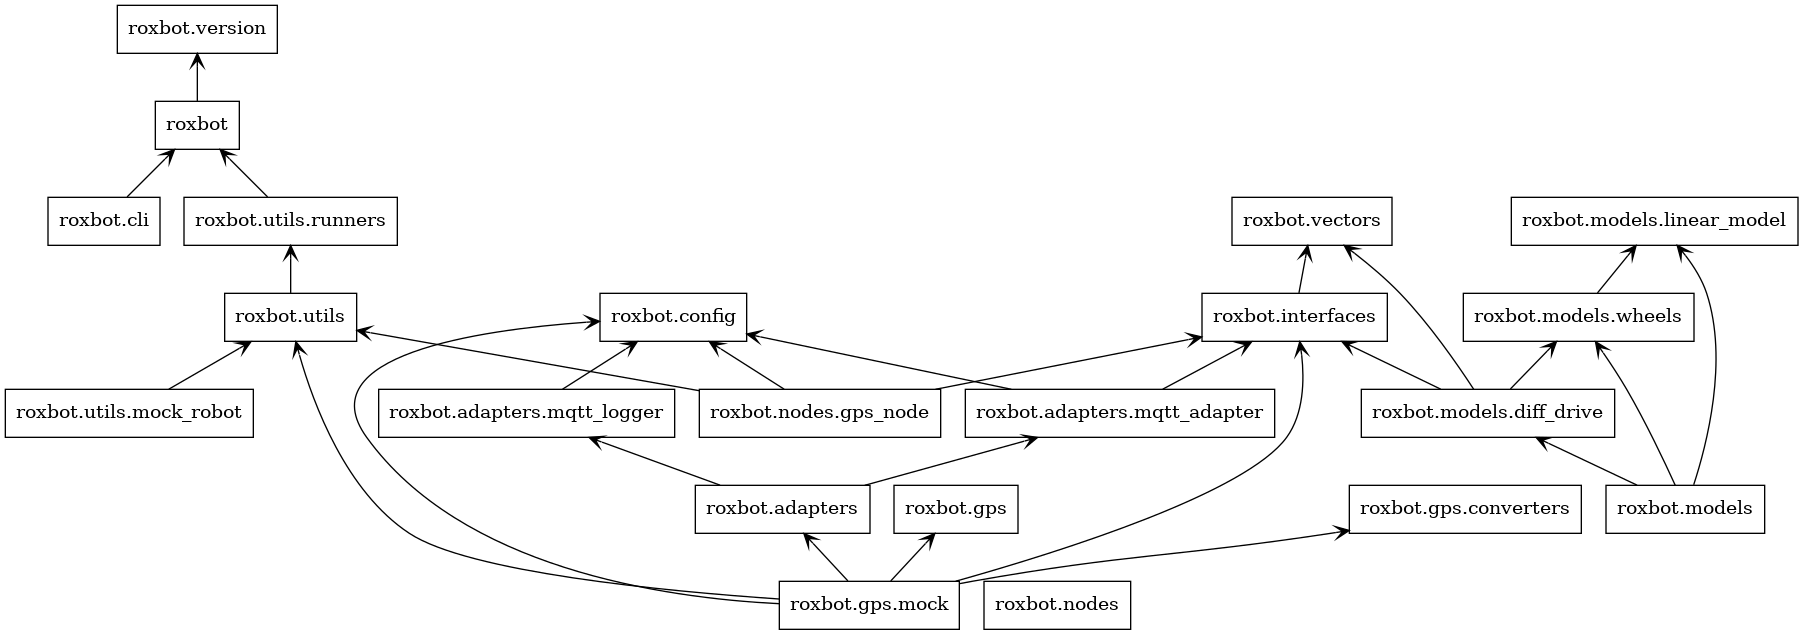 roxbot.version
roxbot
roxbot.cli
roxbot.utils.runners
roxbot.vectors
roxbot.models.linear_model
roxbot.utils
roxbot.config
roxbot.interfaces
roxbot.models.wheels
roxbot.utils.mock_robot
roxbot.adapters.mqtt_logger
roxbot.nodes.gps_node
roxbot.adapters.mqtt_adapter
roxbot.models.diff_drive
roxbot.adapters
roxbot.gps
roxbot.gps.converters
roxbot.models
roxbot.gps.mock
roxbot.nodes